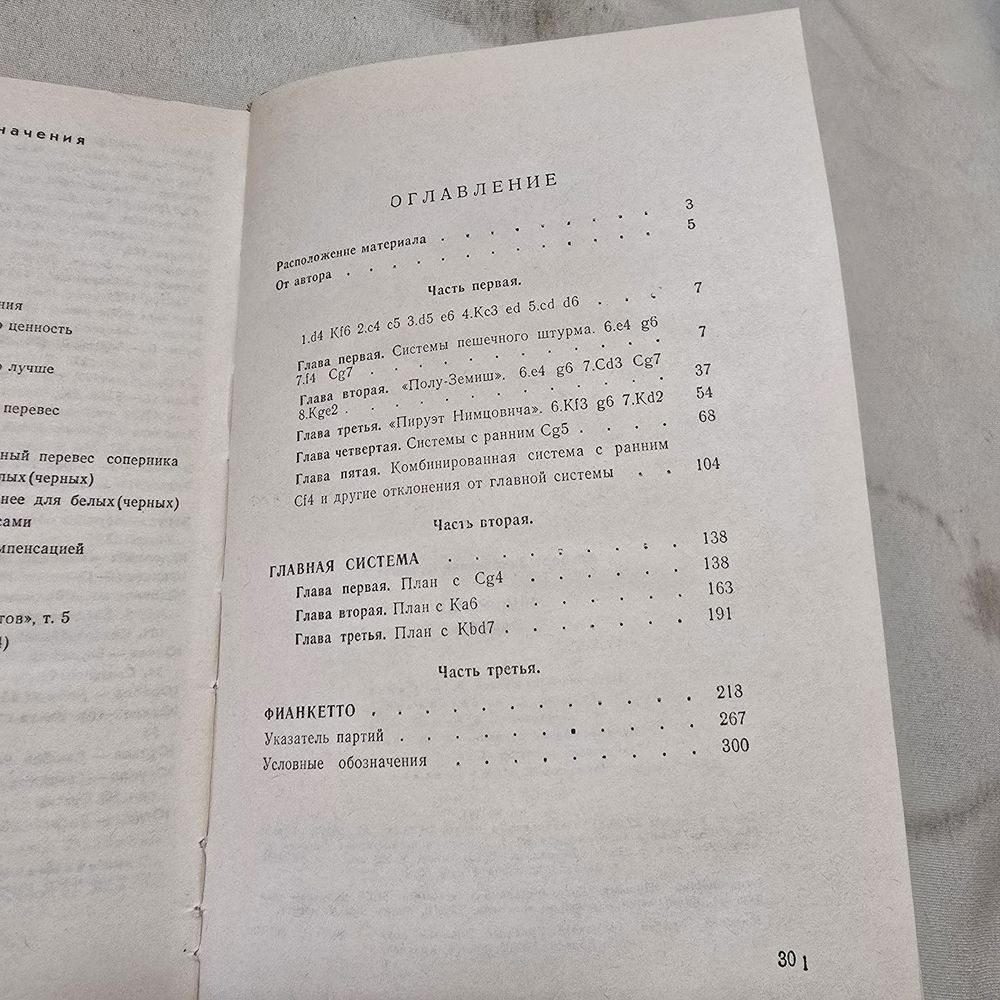 начения
ния
ценность
лучше
перевес
ный перевес соперника
лых(черных)
нее для белых(черных)
сами
мпенсацией
тов», т. 5
ОГЛАВЛЕНИЕ
Расположение материала . . . . . . . . 3
От автора . . . . . . . . . . . . 5
Часть первая.
1.d4 Kf6 2.c4 c5 3.d5 e6 4.Kc3 ed 5.cd d6 . . . . 7
Глава первая. Системы пешечного штурма. 6.e4 g6
7.f4 Cg7 . . . . . . . . . . . 7
Глава вторая. «Полу-Земиш». 6.e4 g6 7.Cd3 Cg7
8.Kge2 . . . . . . . . . . . . 37
Глава третья. «Пируэт Нимцовича». 6.Kf3 g6 7.Kd2 54
Глава четвертая. Системы с ранним Cg5 . . . . 68
Глава пятая. Комбинированная система с ранним
Cf4 и другие отклонения от главной системы . . 104
Часть вторая.
ГЛАВНАЯ СИСТЕМА . . . . . . . . . 138
Глава первая. План с Cg4 . . . . . . 138
Глава вторая. План с Ka6 . . . . . . . 163
Глава третья. План с Kbd7 . . . . . . . 191
Часть третья.
ФИАНКЕТТО . . . . . . . . . . . . 218
Указатель партий . . . . . . . . . . . 267
Условные обозначения . . . . . . . . . 300
301